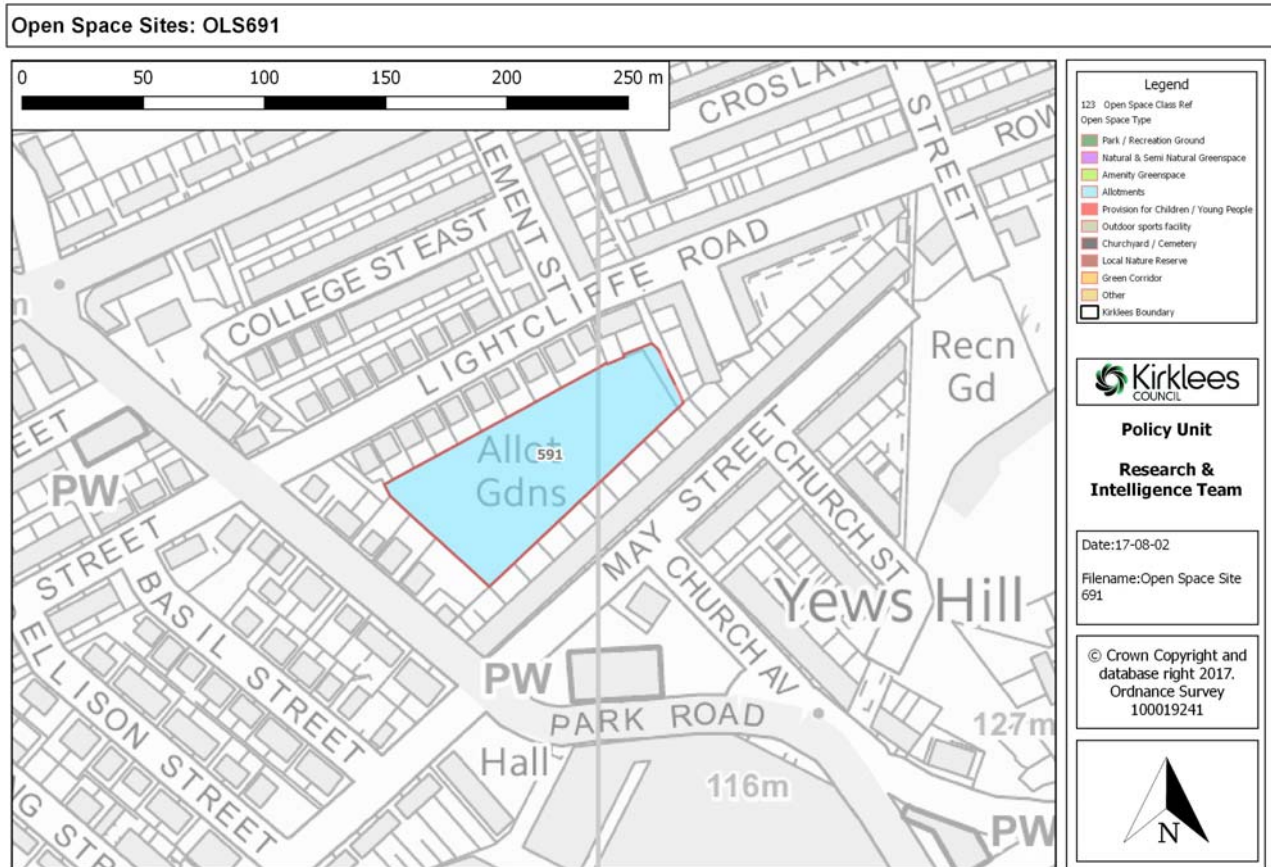 Open Space Sites: OLS691
0 50 100 150 200 250 m
CROSLAN
STREET
ROW
LEMENT ST
COLLEGE ST EAST
LIGHTCLIFFE ROAD
Recn
Gd
Allot
Gdns
591
STREET
PW
MAY STREET
CHURCH ST
STREET
BASIL STREET
CHURCH AV
Yews Hill
ELLISON STREET
PW
PARK ROAD
127m
Hall
116m
NG STR
PW
Legend
123 Open Space Class Ref
Open Space Type
Park / Recreation Ground
Natural & Semi Natural Greenspace
Amenity Greenspace
Allotments
Provision for Children / Young People
Outdoor sports facility
Churchyard / Cemetery
Local Nature Reserve
Green Corridor
Other
Kirklees Boundary
Kirklees
COUNCIL
Policy Unit
Research &
Intelligence Team
Date:17-08-02
Filename:Open Space Site
691
© Crown Copyright and
database right 2017.
Ordnance Survey
100019241
N